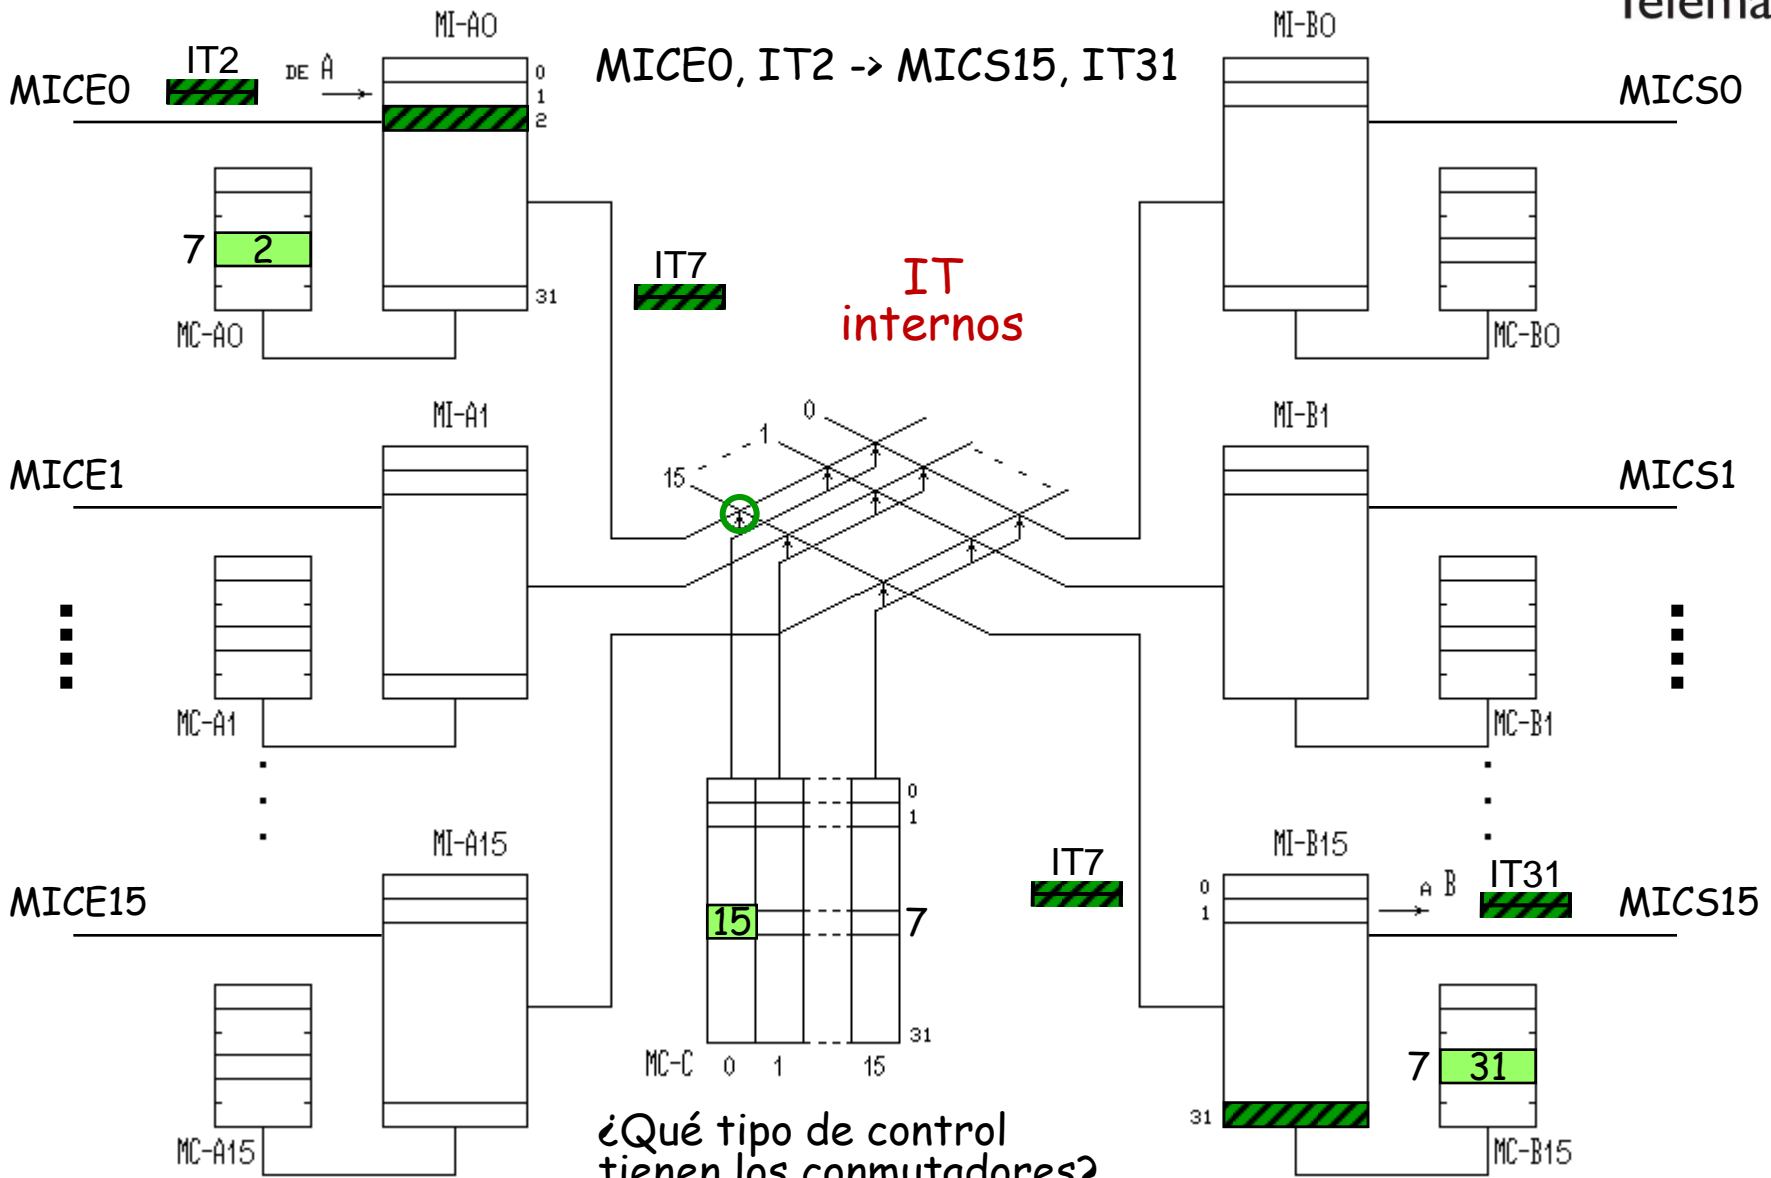 Telema
MI-A0
MI-B0
MICE0
IT2
DE A
MICE0, IT2 -> MICS15, IT31
MICS0
0
1
2
31
7
2
MC-A0
IT7
IT
internos
MC-B0
MI-A1
MI-B1
MICE1
MICS1
0
1
15
MC-A1
MC-B1
MI-A15
MI-B15
MICE15
0
1
15
7
31
MC-C
0
1
15
IT7
0
1
31
A B
IT31
MICS15
7
31
MC-A15
MC-B15
¿Qué tipo de control
tienen los conmutadores?